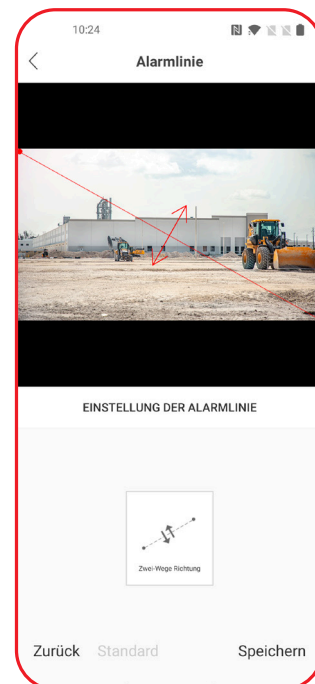 10:24
Alarmlinie
EINSTELLUNG DER ALARMLINIE
Zwei-Wege Richtung
Zurück Standard Speichern